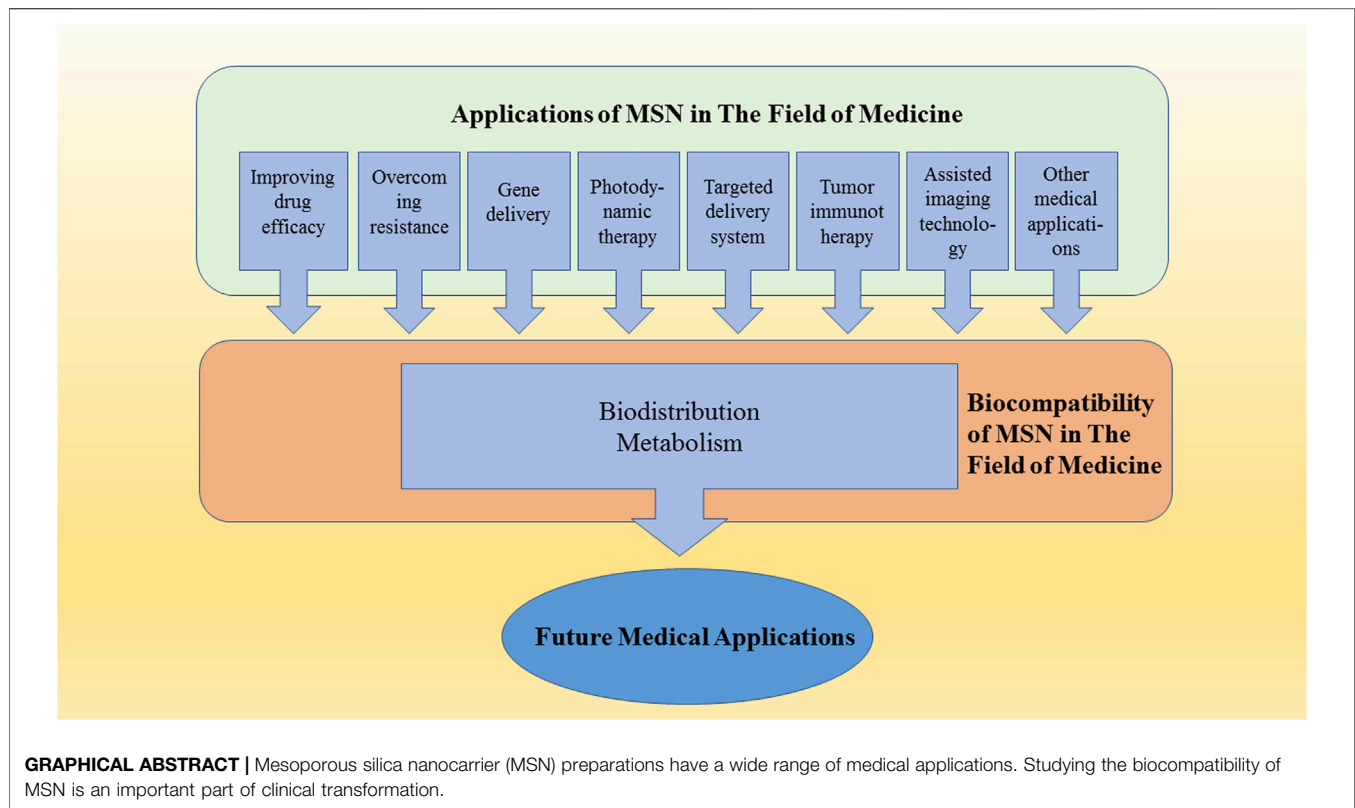 Applications of MSN in The Field of Medicine
Improving
drug
efficacy
Overcom
ing
resistance
Gene
delivery
Photody-
namic
therapy
Targeted
delivery
system
Tumor
immunot
herapy
Assisted
imaging
technolo-
gy
Other
medical
applicati-
ons
Biodistribution
Metabolism
Biocompatibility
of MSN in The
Field of Medicine
Future Medical Applications
GRAPHICAL ABSTRACT | Mesoporous silica nanocarrier (MSN) preparations have a wide range of medical applications. Studying the biocompatibility of
MSN is an important part of clinical transformation.